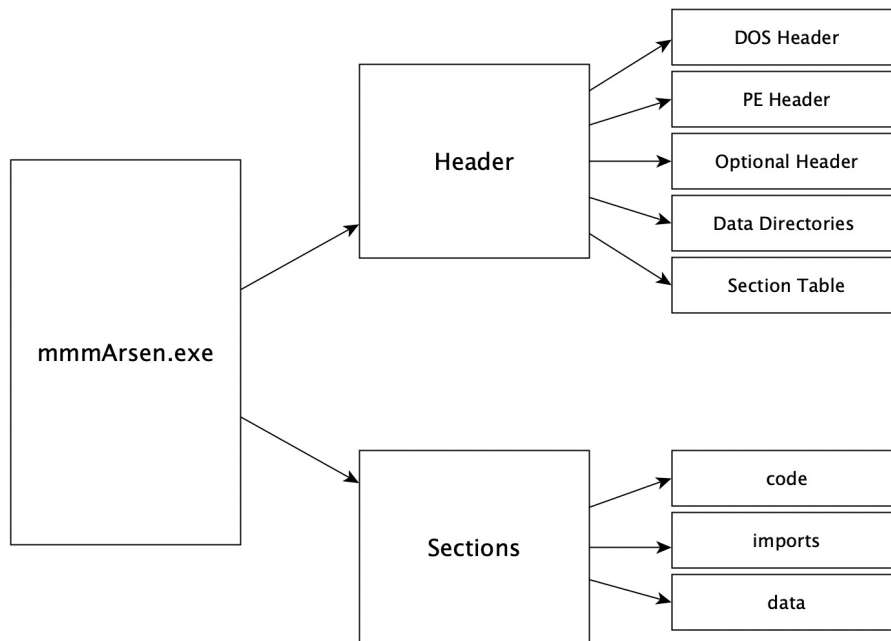 mmmArsen.exe
Header
DOS Header
PE Header
Optional Header
Data Directories
Section Table
Sections
code
imports
data